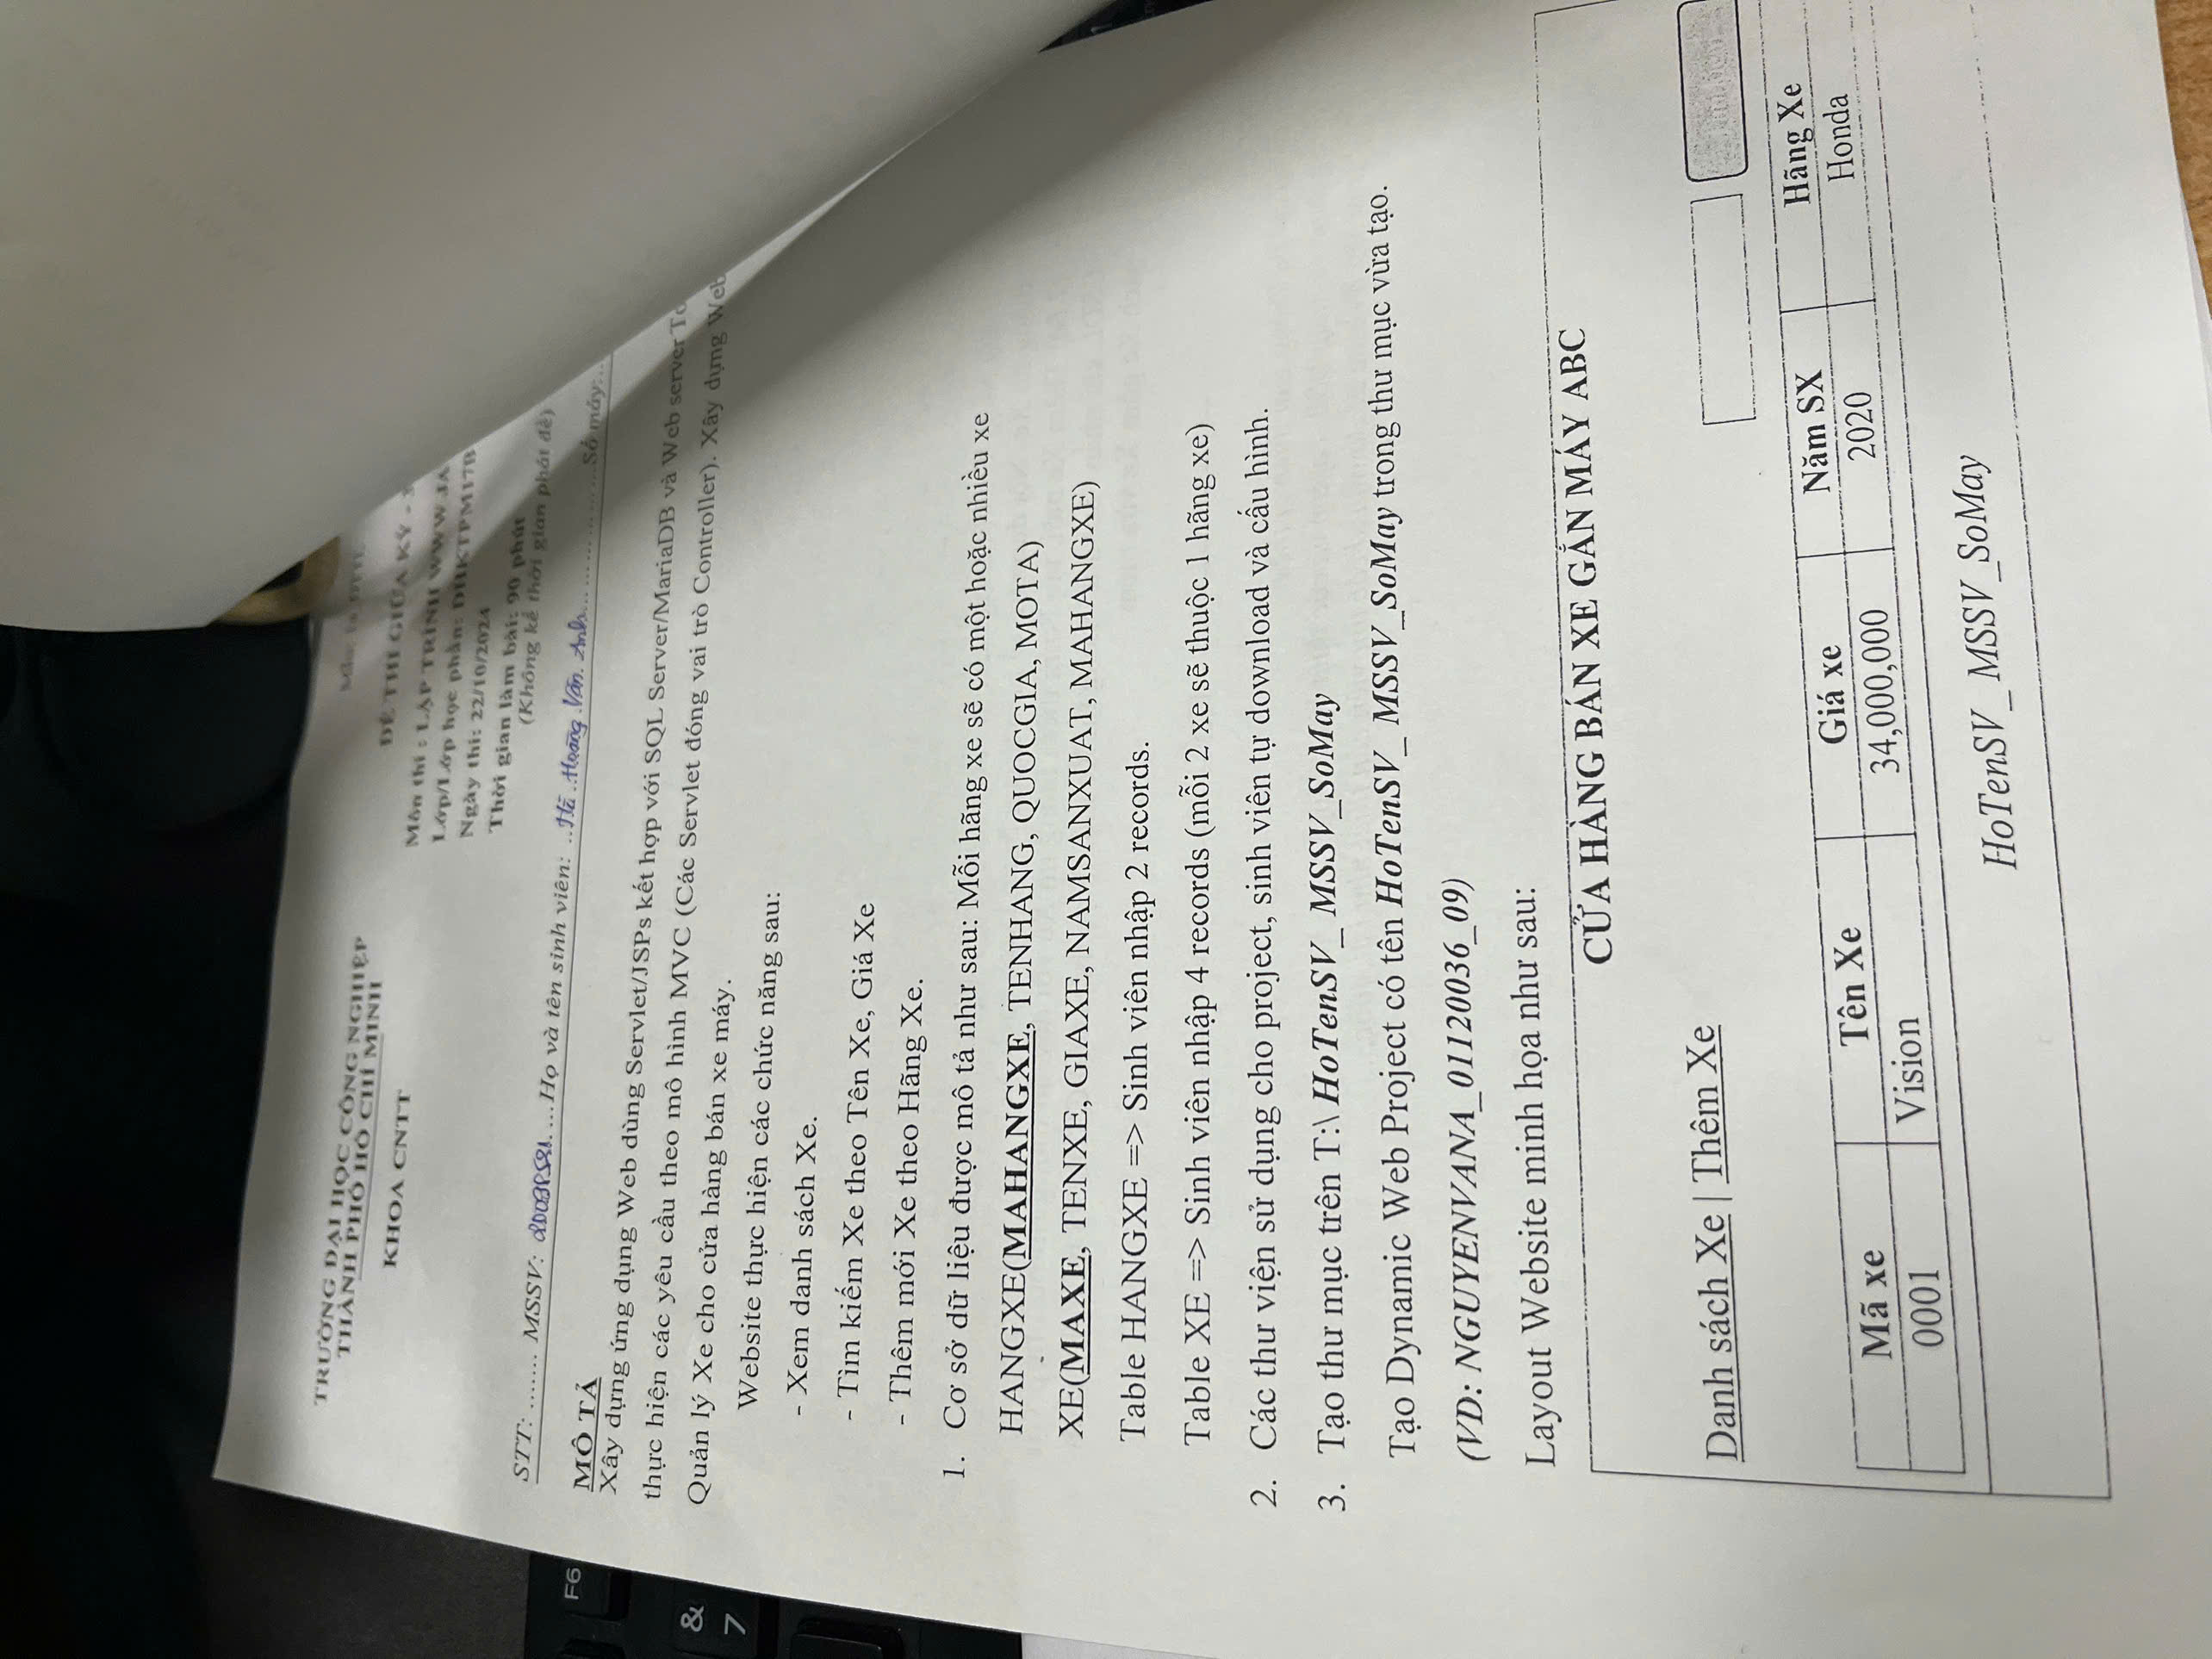 TRƯỜNG ĐẠI HỌC CÔNG NGHIỆP
THÀNH PHỐ HỒ CHÍ MINH
KHOA CNTT
ĐỀ THI GIỮA KỲ -
Môn thi : LẬP TRÌNH WWW JA
Lớp/Lớp học phần: DHKTPM17B
Ngày thi: 22/10/2024
Thời gian làm bài: 90 phút
(Không kể thời gian phát đề)
STT: ....... MSSV: .... Họ và tên sinh viên: .. Hà .. Hoàng .Vân. Anh... Số máy:..
MÔ TẢ
Xây dựng ứng dụng Web dùng Servlet/JSPs kết hợp với SQL Server/MariaDB và Web server To
thực hiện các yêu cầu theo mô hình MVC (Các Servlet đóng vai trò Controller). Xây dựng Web
Quản lý Xe cho cửa hàng bán xe máy.
Website thực hiện các chức năng sau:
- Xem danh sách Xe.
- Tìm kiếm Xe theo Tên Xe, Giá Xe
- Thêm mới Xe theo Hãng Xe.
1. Cơ sở dữ liệu được mô tả như sau: Mỗi hãng xe sẽ có một hoặc nhiều xe
HANGXE(MAHANGXE, TENHANG, QUOCGIA, MOTA)
XE(MAXE, TENXE, GIAXE, NAMSANXUAT, MAHANGXE)
Table HANGXE => Sinh viên nhập 2 records.
Table XE => Sinh viên nhập 4 records (mỗi 2 xe sẽ thuộc 1 hãng xe)
2. Các thư viện sử dụng cho project, sinh viên tự download và cấu hình.
3. Tạo thư mục trên T:\ HoTenSV_ MSSV_SoMay
Tạo Dynamic Web Project có tên HoTenSV_ MSSV_SoMay trong thư mục vừa tạo.
(VD: NGUYENVANA_01120036_09)
Layout Website minh họa như sau:
CỬA HÀNG BÁN XE GẮN MÁY ABC
Danh sách Xe | Thêm Xe
Mã xe Tên Xe Giá xe Năm SX Hãng Xe
0001 Vision 34,000,000 2020 Honda
HoTenSV_ MSSV_SoMay
F6
&
7